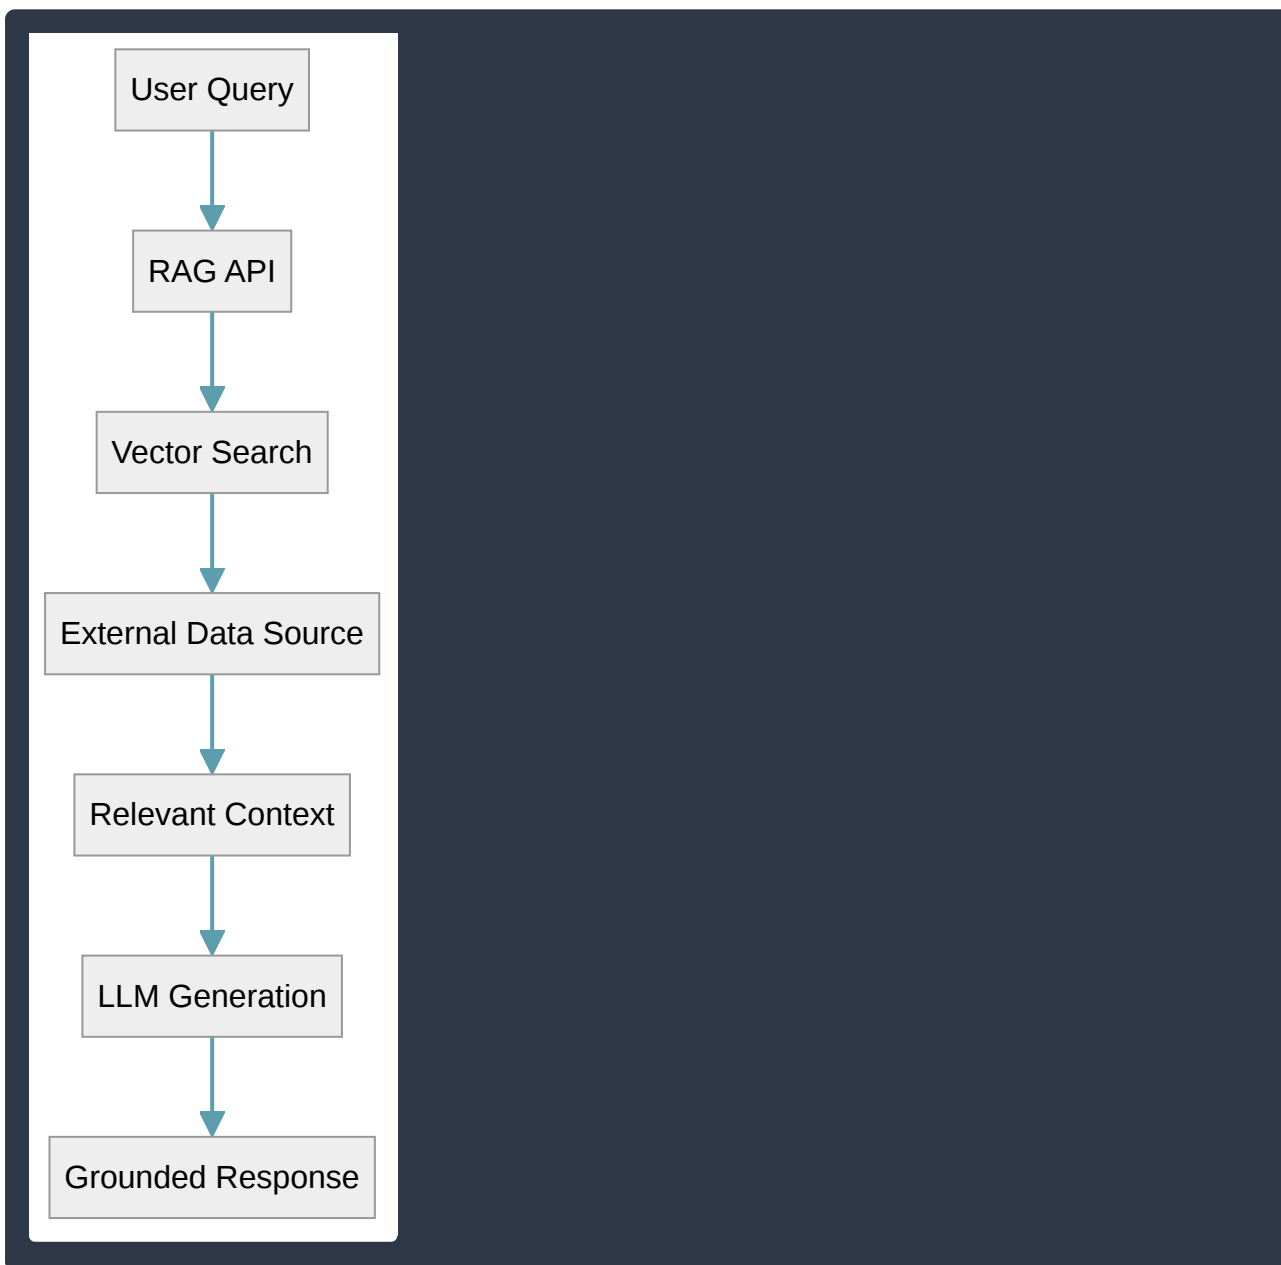 User Query
RAG API
Vector Search
External Data Source
Relevant Context
LLM Generation
Grounded Response